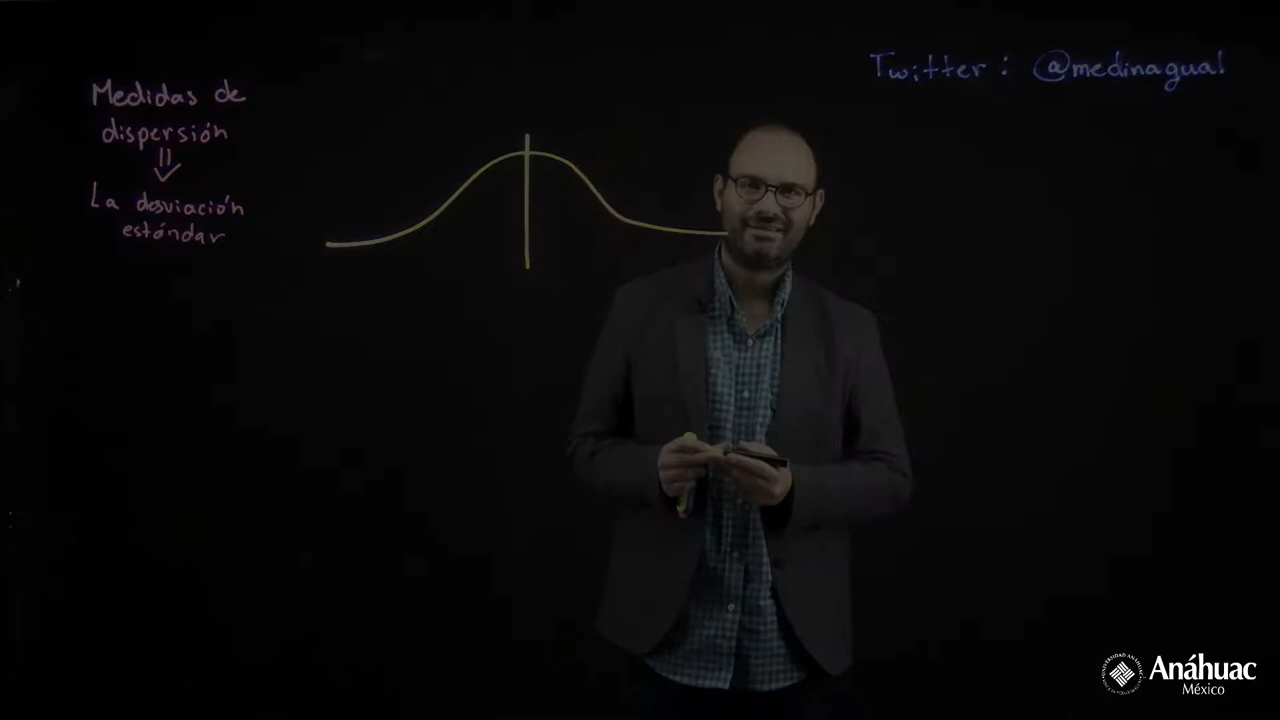 Medidas de
dispersión
La desviación
estándar
Twitter: @medinagual
Anáhuac
México